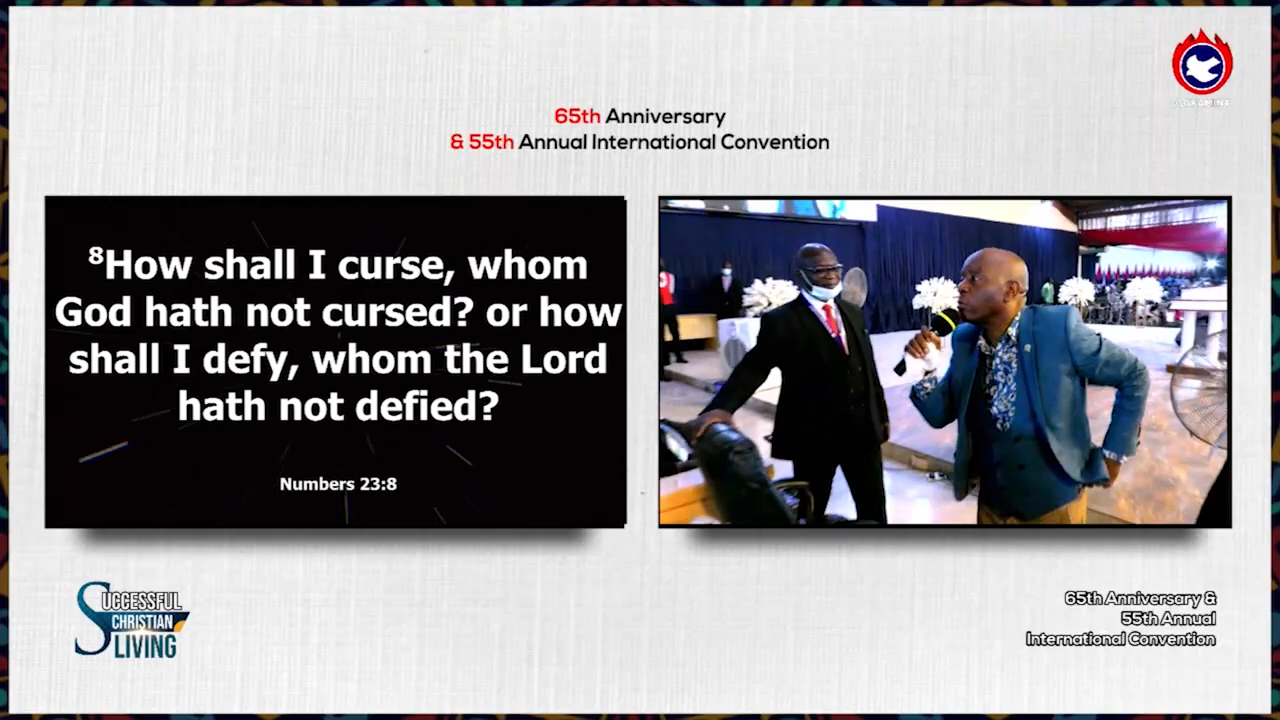 65th Anniversary
& 55th Annual International Convention
⁸How shall I curse, whom
God hath not cursed? or how
shall I defy, whom the Lord
hath not defied?
Numbers 23:8
SUCCESSFUL
CHRISTIAN
LIVING
65th Anniversary &
55th Annual
International Convention